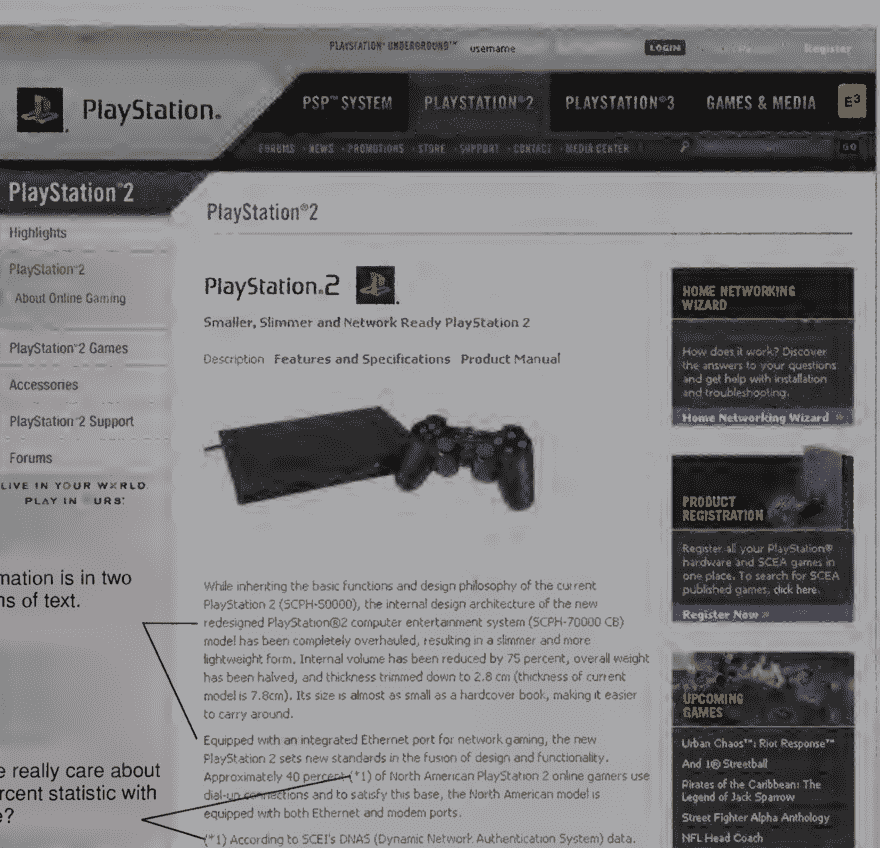 PLAYSTATION® UNDERGROUND™ username LOGIN Register
PlayStation®
PSP™ SYSTEM PLAYSTATION®2 PLAYSTATION®3 GAMES & MEDIA E3
FORUMS NEWS PROMOTIONS STORE SUPPORT CONTACT MEDIA CENTER GO
PlayStation®2
Highlights
PlayStation®2
About Online Gaming
PlayStation®2 Games
Accessories
PlayStation®2 Support
Forums
LIVE IN YOUR WXRLD.
PLAY IN URS.
mation is in two
ns of text.
e really care about
rcent statistic with
e?
PlayStation®2
PlayStation®2
Smaller, Slimmer and Network Ready PlayStation 2
Description Features and Specifications Product Manual
While inheriting the basic functions and design philosophy of the current
PlayStation 2 (SCPH-50000), the internal design architecture of the new
redesigned PlayStation®2 computer entertainment system (SCPH-70000 CB)
model has been completely overhauled, resulting in a slimmer and more
lightweight form. Internal volume has been reduced by 75 percent, overall weight
has been halved, and thickness trimmed down to 2.8 cm (thickness of current
model is 7.8cm). Its size is almost as small as a hardcover book, making it easier
to carry around.
Equipped with an integrated Ethernet port for network gaming, the new
PlayStation 2 sets new standards in the fusion of design and functionality.
Approximately 40 percent (*1) of North American PlayStation 2 online gamers use
dial-up connections and to satisfy this base, the North American model is
equipped with both Ethernet and modem ports.
(*1) According to SCEI's DNAS (Dynamic Network Authentication System) data.
HOME NETWORKING
WIZARD
How does it work? Discover
the answers to your questions
and get help with installation
and troubleshooting.
Home Networking Wizard »
PRODUCT
REGISTRATION
Register all your PlayStation®
hardware and SCEA games in
one place. To search for SCEA
published games, click here.
Register Now »
UPCOMING
GAMES
Urban Chaos™: Riot Response™
And 1® Streetball
Pirates of the Caribbean: The
Legend of Jack Sparrow
Street Fighter Alpha Anthology
NFL Head Coach